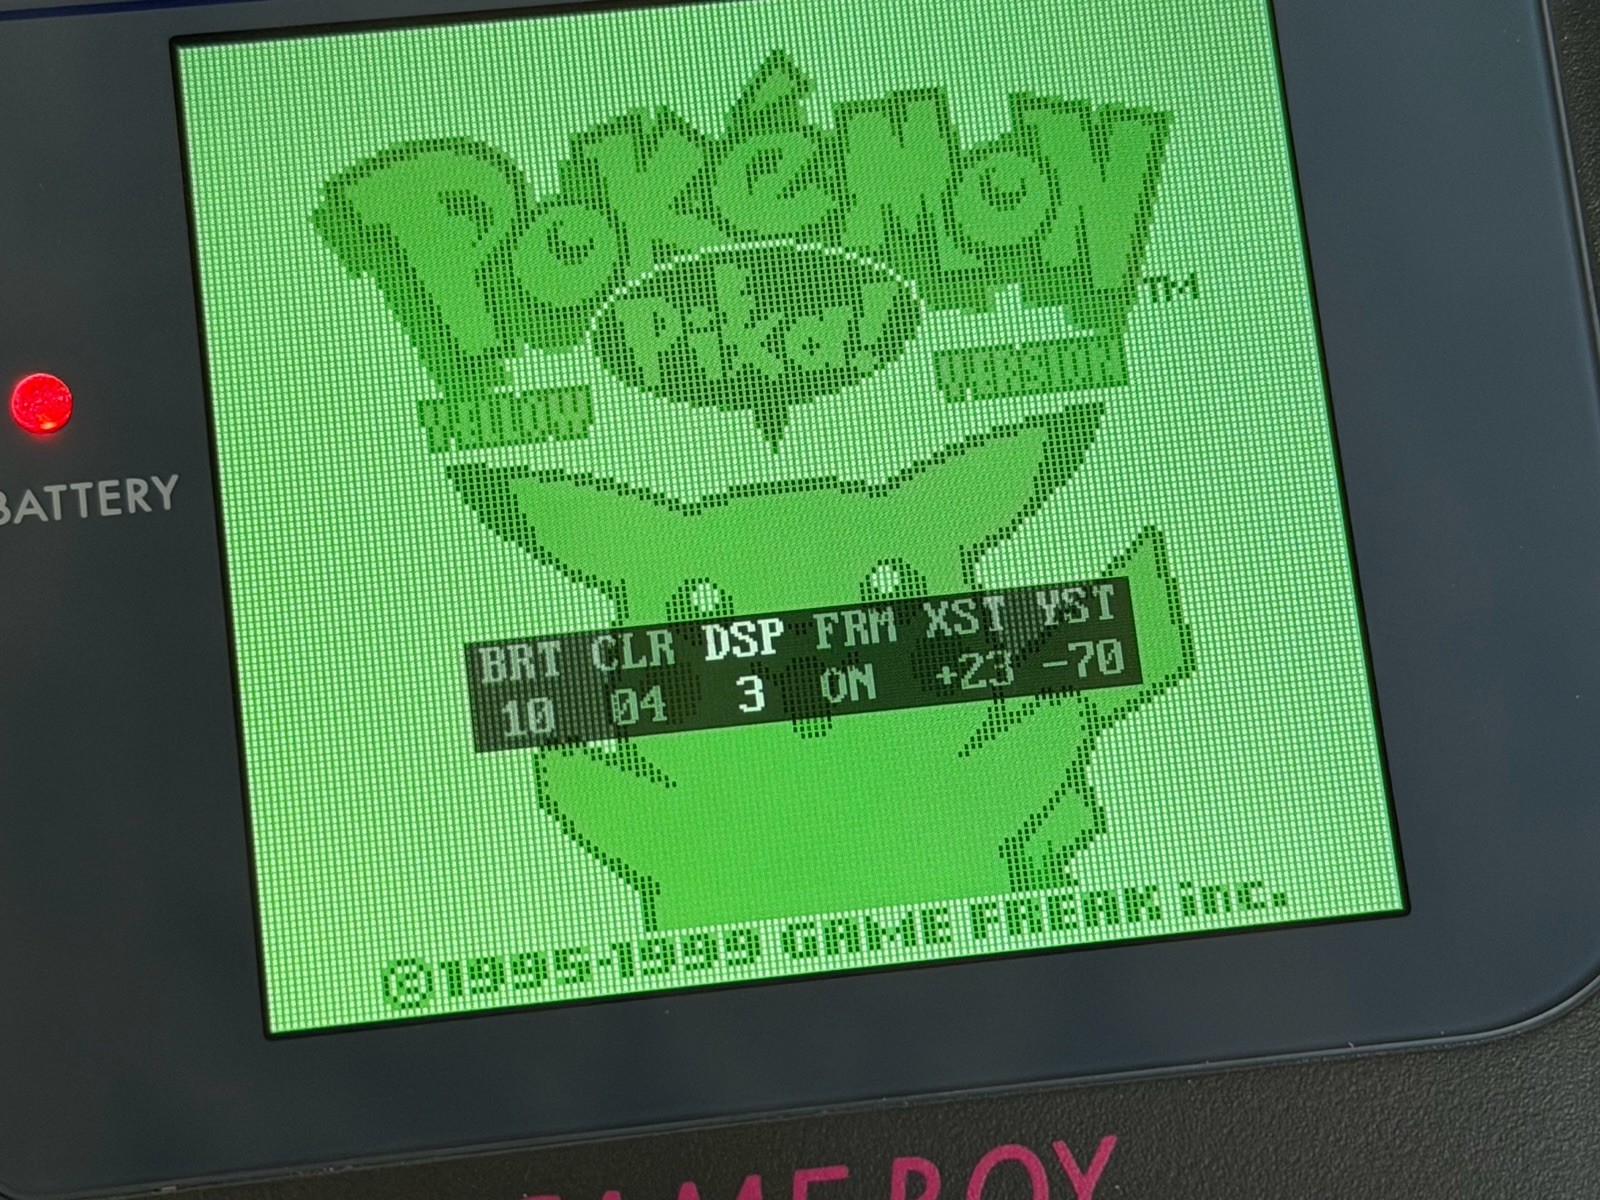 POKéMON
TM
Pika!
YELLOW
VERSION
BATTERY
BRT CLR DSP FRM XST YST
10 04 3 ON +23 -70
©1995-1999 GAME FREAK inc.
GAME BOY